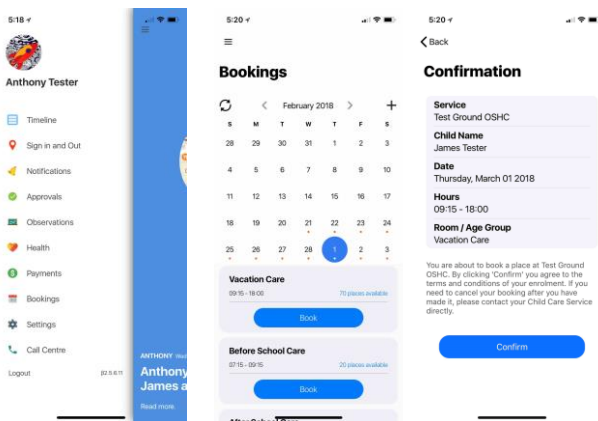 5:18
Anthony Tester
Timeline
Sign in and Out
Notifications
Approvals
Observations
Health
Payments
Bookings
Settings
Call Centre
Logout
ANTHONY
Anthony
James a
Read more
5:20
Bookings
February 2018
S M T W T F S
28 29 30 31 1 2 3
4 5 6 7 8 9 10
11 12 13 14 15 16 17
18 19 20 21 22 23 24
25 26 27 28 1 2 3
Vacation Care
09:15 - 18:00 70 places available
Book
Before School Care
07:15 - 09:15 20 places available
Book
After School Care
5:20
Back
Confirmation
Service
Test Ground OSHC
Child Name
James Tester
Date
Thursday, March 01 2018
Hours
09:15 - 18:00
Room / Age Group
Vacation Care
You are about to book a place at Test Ground
OSHC. By clicking 'Confirm' you agree to the
terms and conditions of your enrolment. If you
need to cancel your booking after you have
made it, please contact your Child Care Service
directly.
Confirm